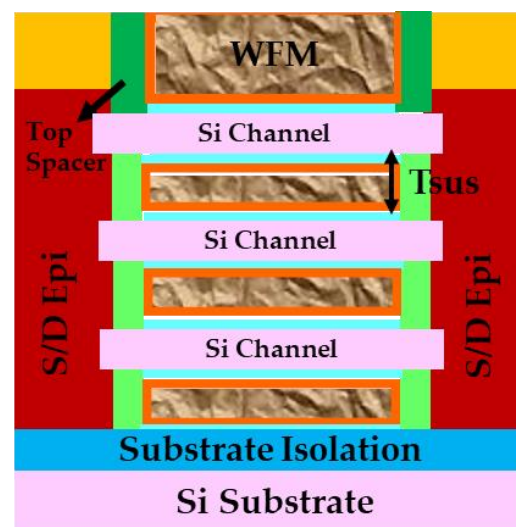 WFM
Top
Spacer
Si Channel
Tsus
Si Channel
S/D Epi
S/D Epi
Si Channel
Substrate Isolation
Si Substrate